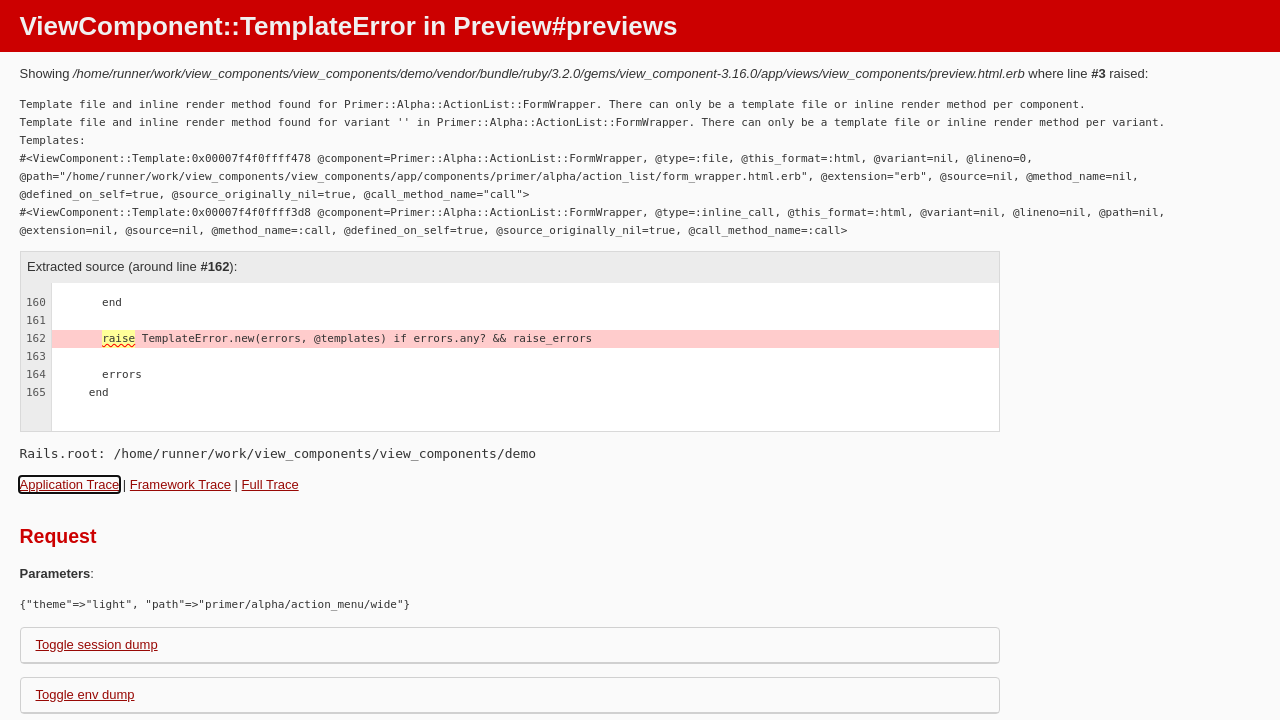 ViewComponent::TemplateError in Preview#previews
Showing /home/runner/work/view_components/view_components/demo/vendor/bundle/ruby/3.2.0/gems/view_component-3.16.0/app/views/view_components/preview.html.erb where line #3 raised:
Template file and inline render method found for Primer::Alpha::ActionList::FormWrapper. There can only be a template file or inline render method per component.
Template file and inline render method found for variant '' in Primer::Alpha::ActionList::FormWrapper. There can only be a template file or inline render method per variant.
Templates:
#<ViewComponent::Template:0x00007f4f0ffff478 @component=Primer::Alpha::ActionList::FormWrapper, @type=:file, @this_format=:html, @variant=nil, @lineno=0,
@path="/home/runner/work/view_components/view_components/app/components/primer/alpha/action_list/form_wrapper.html.erb", @extension="erb", @source=nil, @method_name=nil,
@defined_on_self=true, @source_originally_nil=true, @call_method_name="call">
#<ViewComponent::Template:0x00007f4f0ffff3d8 @component=Primer::Alpha::ActionList::FormWrapper, @type=:inline_call, @this_format=:html, @variant=nil, @lineno=nil, @path=nil,
@extension=nil, @source=nil, @method_name=:call, @defined_on_self=true, @source_originally_nil=true, @call_method_name=:call>
Extracted source (around line #162):
160 end
161
162 raise TemplateError.new(errors, @templates) if errors.any? && raise_errors
163
164 errors
165 end
Rails.root: /home/runner/work/view_components/view_components/demo
Application Trace | Framework Trace | Full Trace
Request
Parameters:
{"theme"=>"light", "path"=>"primer/alpha/action_menu/wide"}
Toggle session dump
Toggle env dump